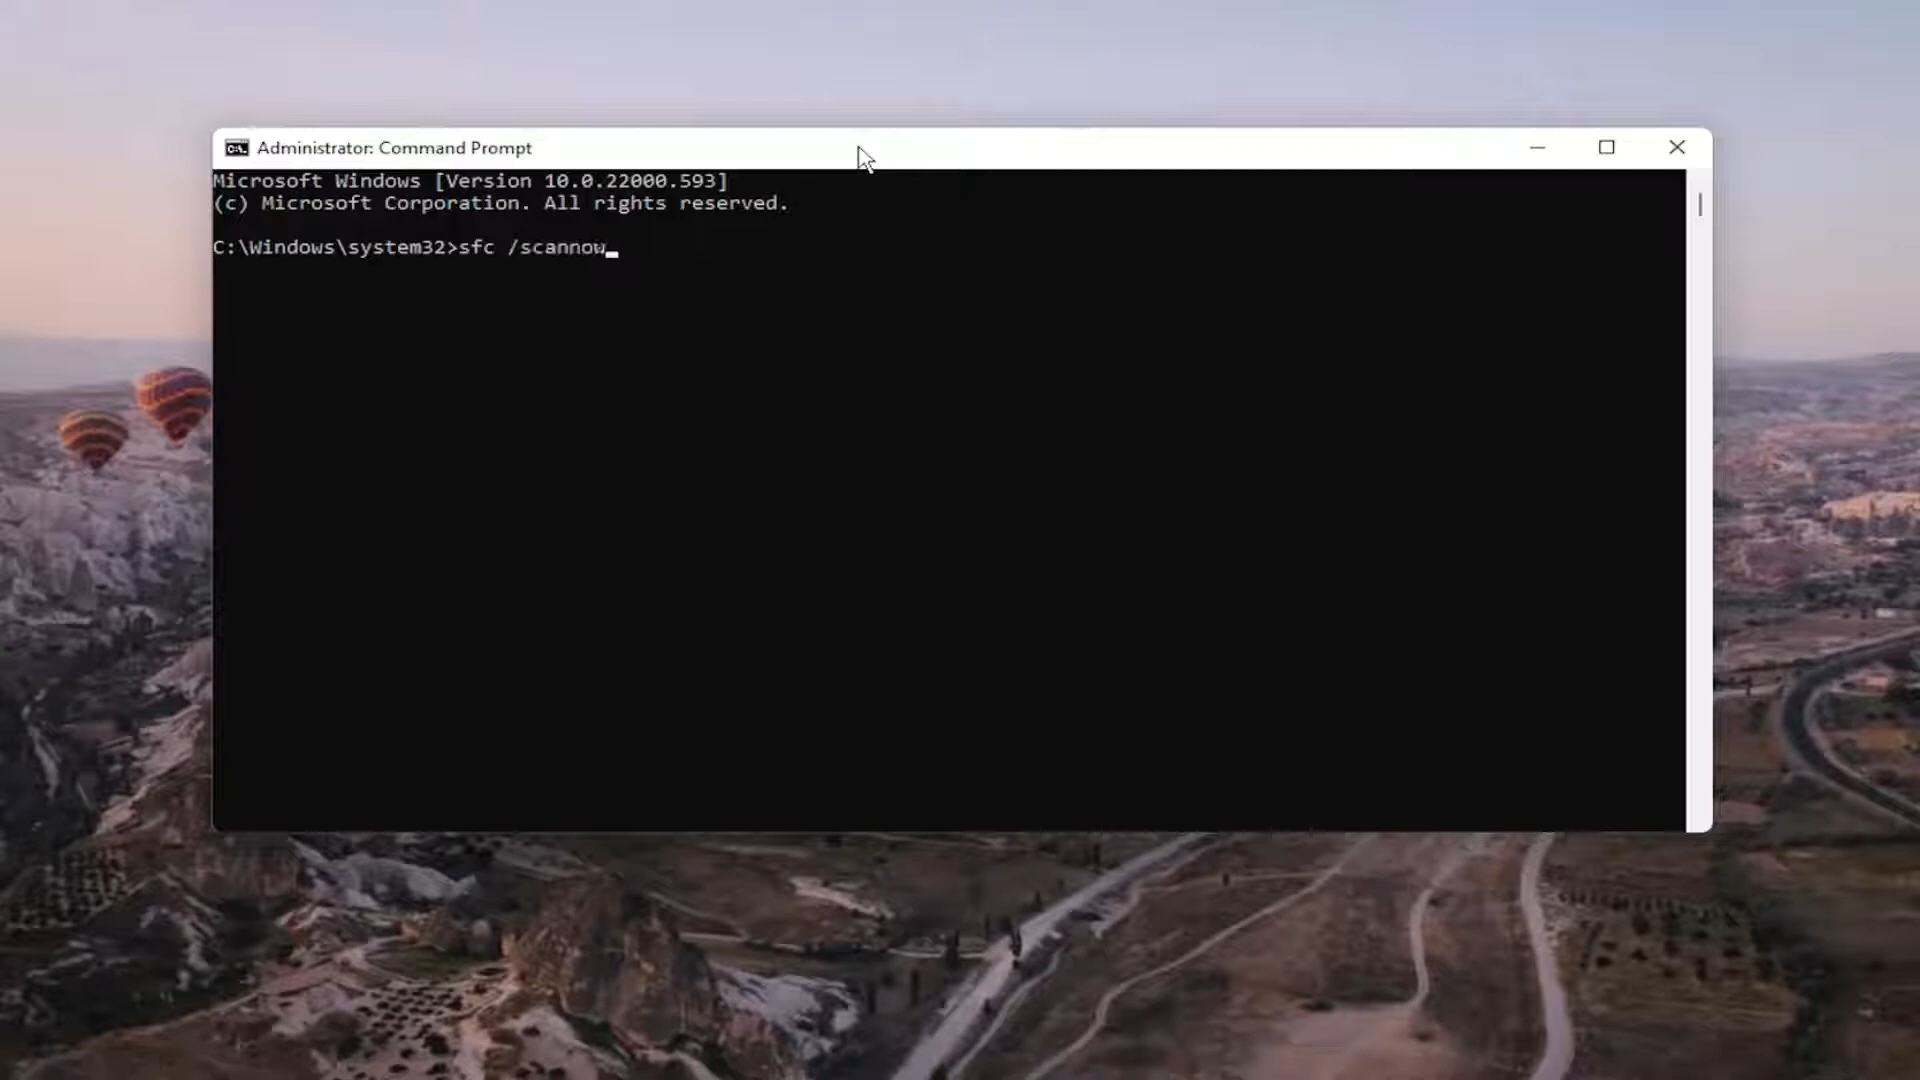 Administrator: Command Prompt
Microsoft Windows [Version 10.0.22000.593]
(c) Microsoft Corporation. All rights reserved.
C:\Windows\system32>sfc /scannow